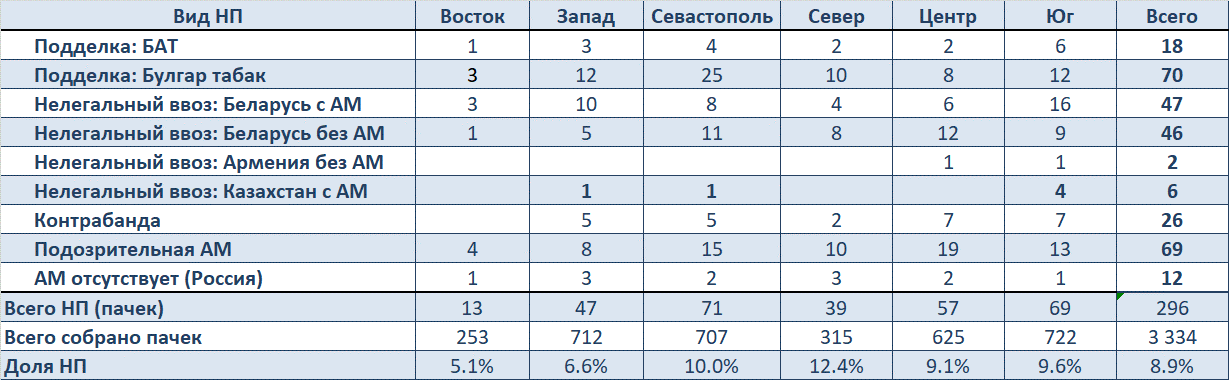 Вид НП Восток Запад Севастополь Север Центр Юг Всего
Подделка: БАТ 1 3 4 2 2 6 18
Подделка: Булгар табак 3 12 25 10 8 12 70
Нелегальный ввоз: Беларусь с АМ 3 10 8 4 6 16 47
Нелегальный ввоз: Беларусь без АМ 1 5 11 8 12 9 46
Нелегальный ввоз: Армения без АМ 1 1 2
Нелегальный ввоз: Казахстан с АМ 1 1 4 6
Контрабанда 5 5 2 7 7 26
Подозрительная АМ 4 8 15 10 19 13 69
АМ отсутствует (Россия) 1 3 2 3 2 1 12
Всего НП (пачек) 13 47 71 39 57 69 296
Всего собрано пачек 253 712 707 315 625 722 3 334
Доля НП 5.1% 6.6% 10.0% 12.4% 9.1% 9.6% 8.9%